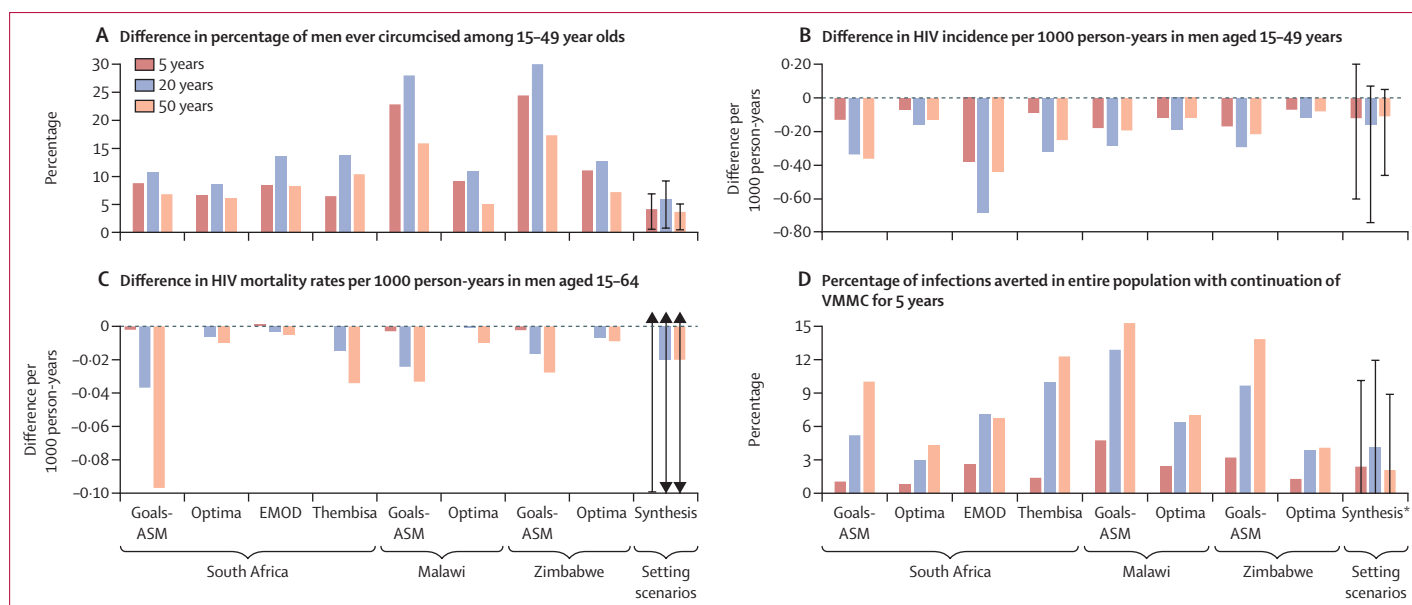 A Difference in percentage of men ever circumcised among 15–49 year olds
30
25
20
15
10
5
0
Percentage
5 years
20 years
50 years
B Difference in HIV incidence per 1000 person-years in men aged 15–49 years
0·20
0
–0·20
–0·40
–0·60
–0·80
Difference per
1000 person-years
C Difference in HIV mortality rates per 1000 person-years in men aged 15–64
0
–0·02
–0·04
–0·06
–0·08
–0·10
Difference per
1000 person-years
Goals-ASM Optima EMOD Thembisa Goals-ASM Optima Goals-ASM Optima Synthesis
South Africa Malawi Zimbabwe Setting
scenarios
D Percentage of infections averted in entire population with continuation of
VMMC for 5 years
15
12
9
6
3
0
Percentage
Goals-ASM Optima EMOD Thembisa Goals-ASM Optima Goals-ASM Optima Synthesis*
South Africa Malawi Zimbabwe Setting
scenarios